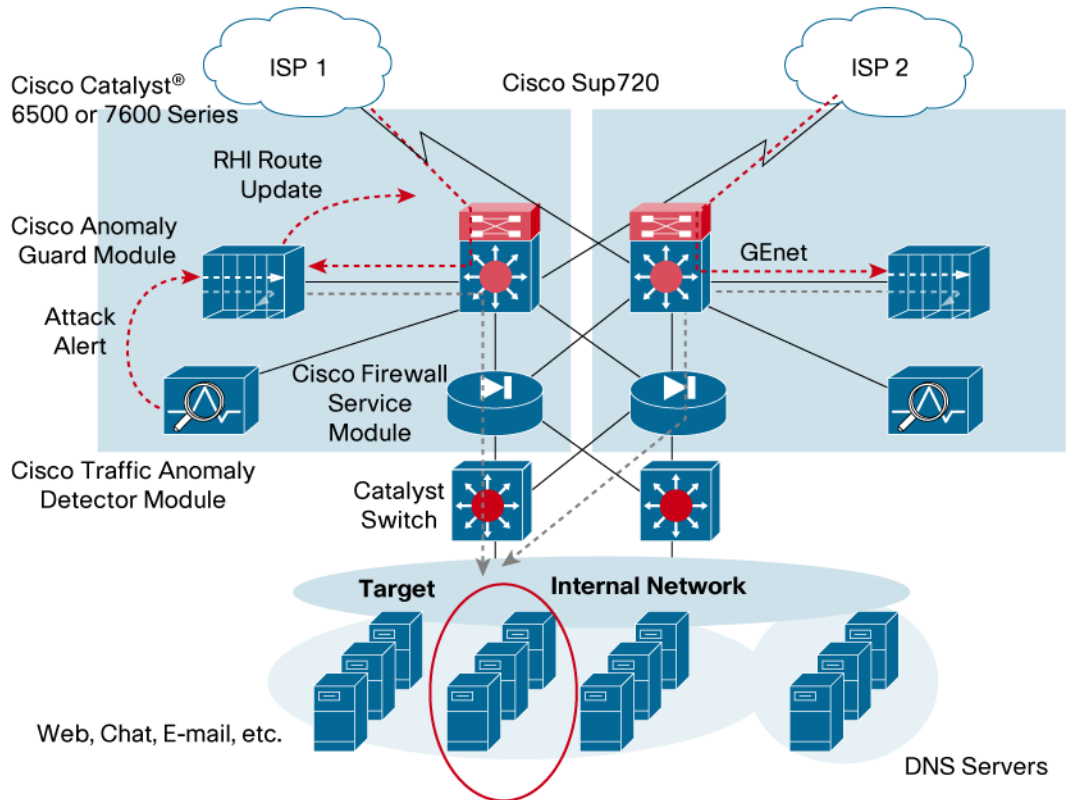 ISP 1
ISP 2
Cisco Catalyst®
6500 or 7600 Series
Cisco Sup720
RHI Route
Update
Cisco Anomaly
Guard Module
GEnet
Attack
Alert
Cisco Firewall
Service
Module
Cisco Traffic Anomaly
Detector Module
Catalyst
Switch
Target
Internal Network
Web, Chat, E-mail, etc.
DNS Servers